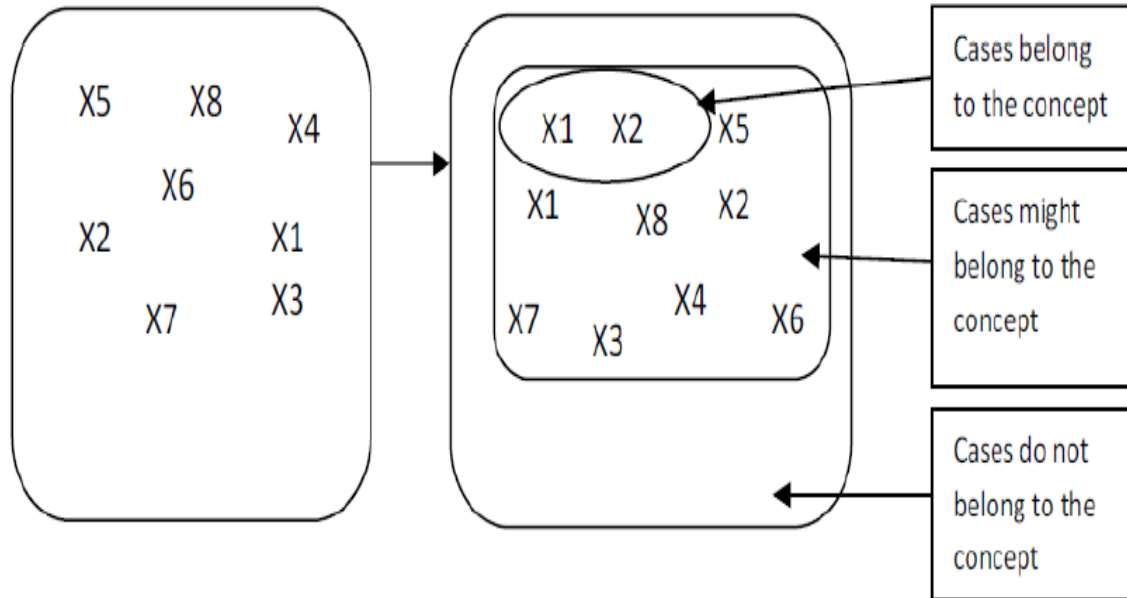 X5 X8
X4
X6
X2 X1
X3
X7
X1 X2 X5
X1 X8 X2
X4
X7 X3 X6
Cases belong
to the concept
Cases might
belong to the
concept
Cases do not
belong to the
concept